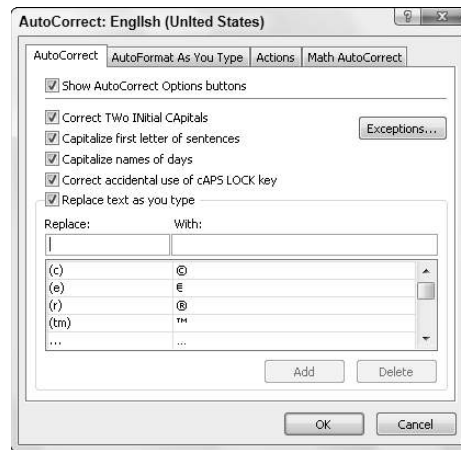 AutoCorrect: English (United States)
AutoCorrect AutoFormat As You Type Actions Math AutoCorrect
Show AutoCorrect Options buttons
Correct TWo INitial CApitals
Exceptions...
Capitalize first letter of sentences
Capitalize names of days
Correct accidental use of cAPS LOCK key
Replace text as you type
Replace: With:
(c) ©
(e) €
(r) ®
(tm) ™
... ...
Add Delete
OK Cancel